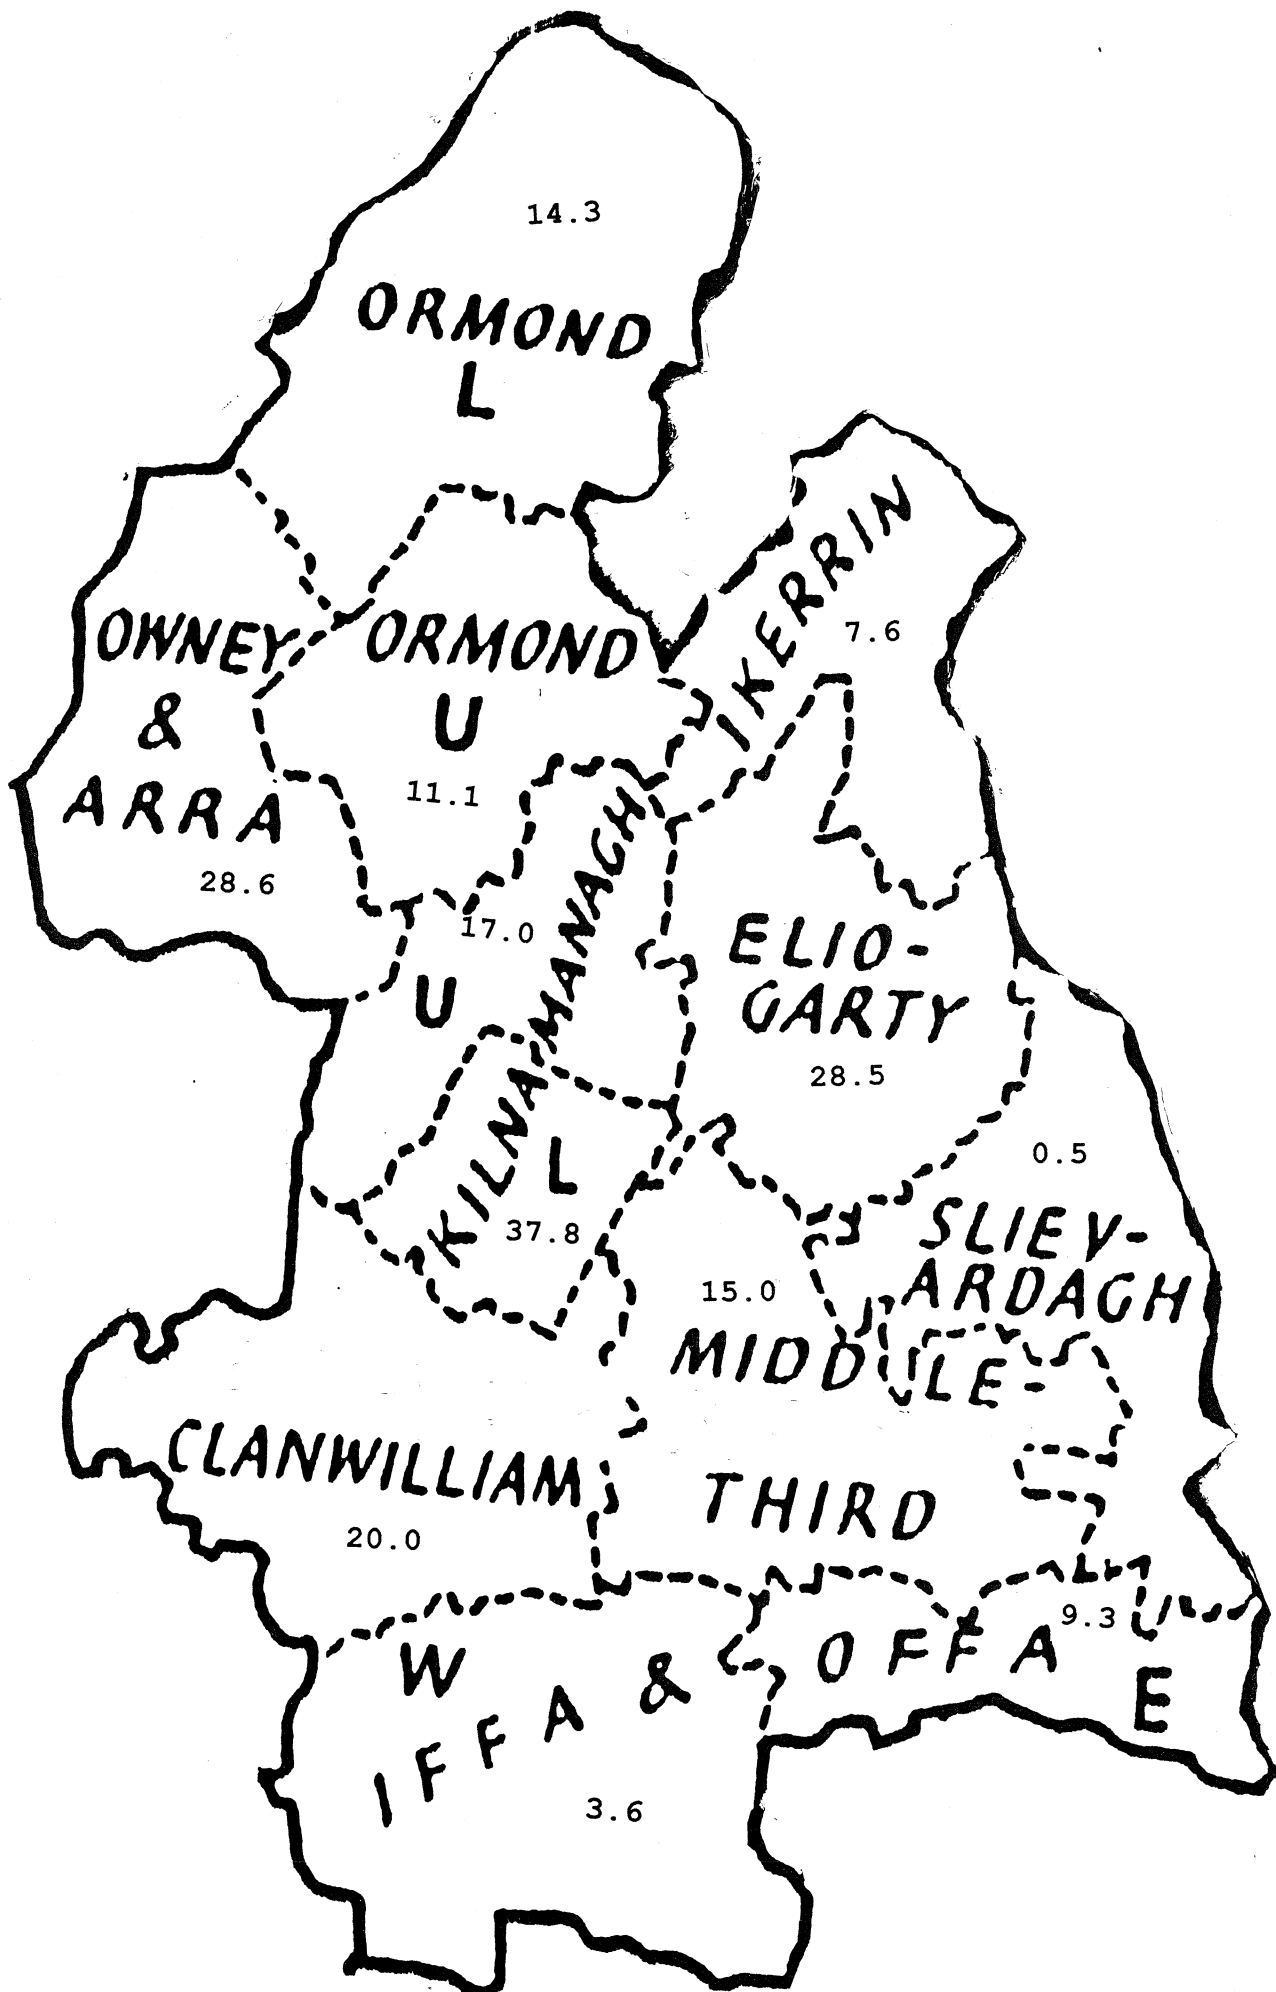 14.3
ORMOND
L
IKERRIN
7.6
OWNEY
&
ARRA
28.6
ORMOND
U
11.1
17.0
U
KILNA-MANAGH
L
37.8
ELIO-
GARTY
28.5
0.5
SLIEV-
ARDAGH
15.0
MIDDLE-
THIRD
CLANWILLIAM
20.0
W
IFFA & OFFA
9.3
E
3.6